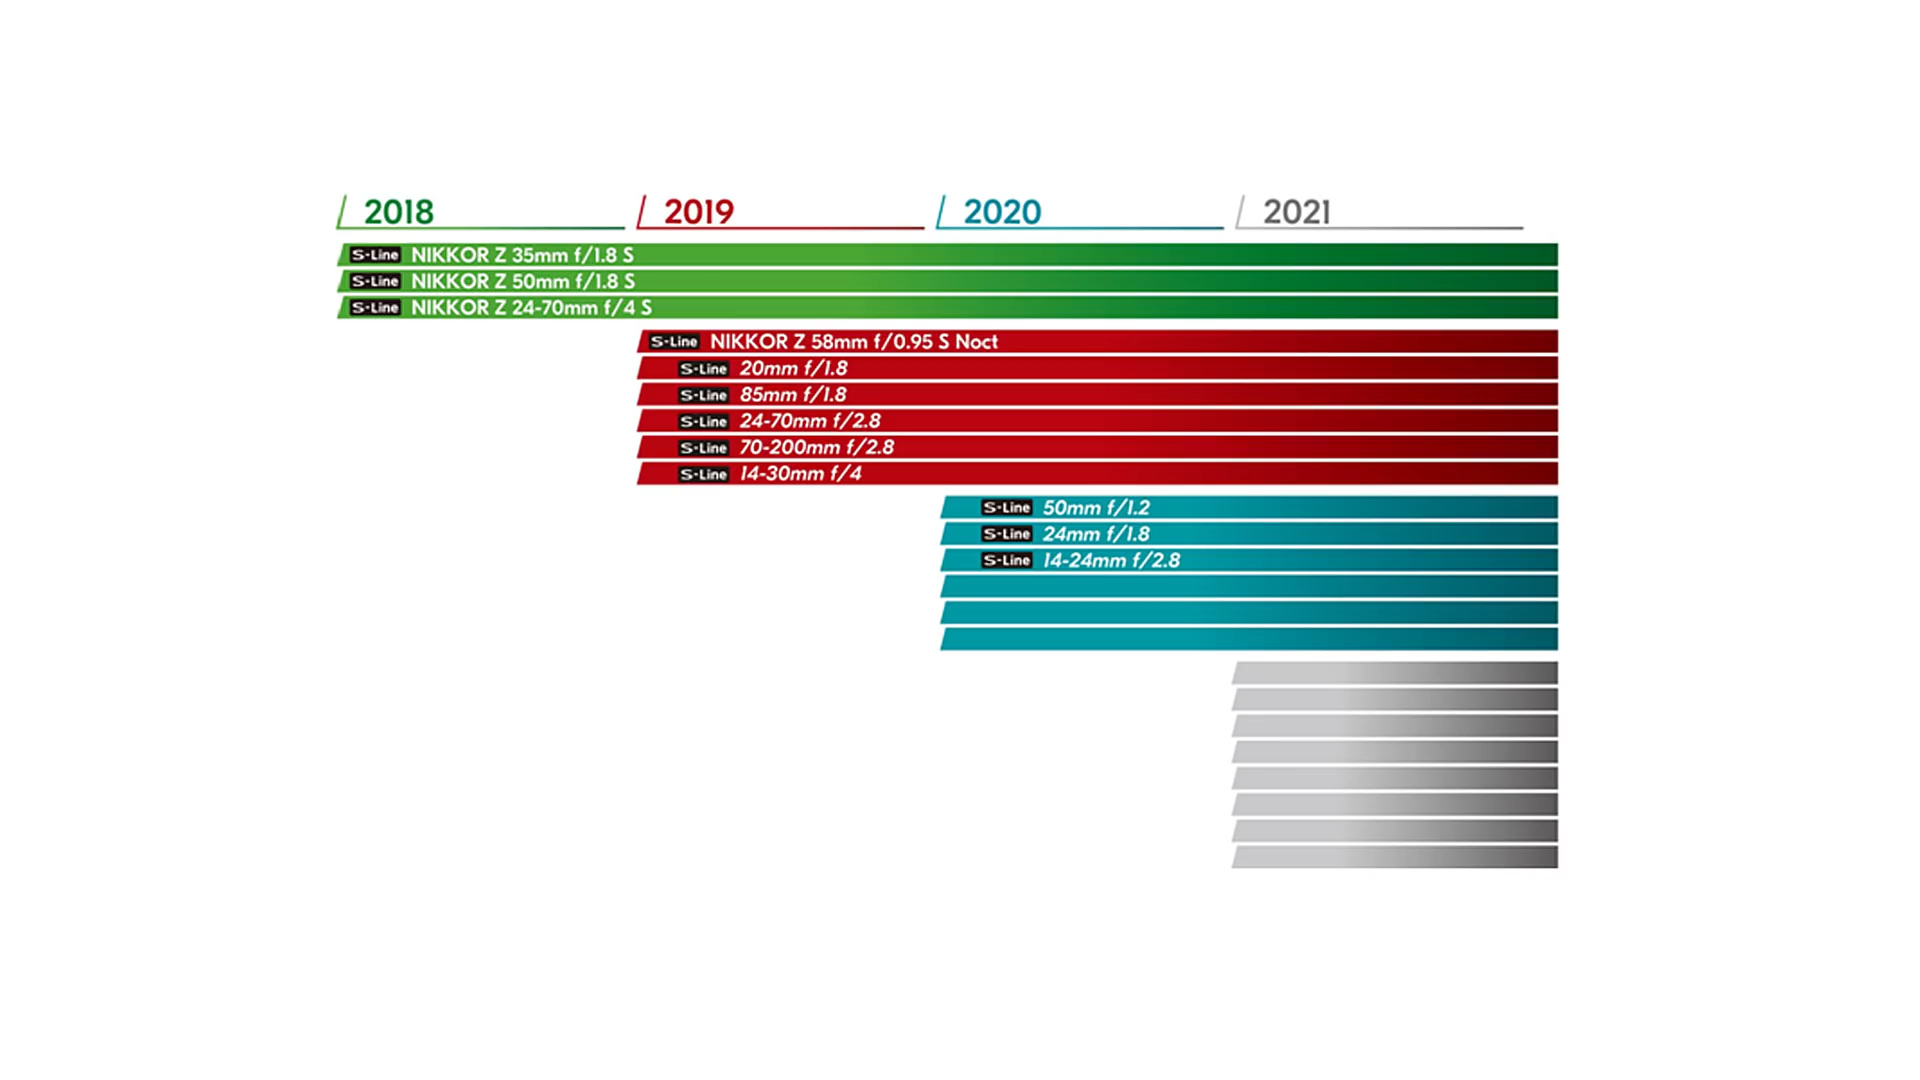 2018 2019 2020 2021
S-Line NIKKOR Z 35mm f/1.8 S
S-Line NIKKOR Z 50mm f/1.8 S
S-Line NIKKOR Z 24-70mm f/4 S
S-Line NIKKOR Z 58mm f/0.95 S Noct
S-Line 20mm f/1.8
S-Line 85mm f/1.8
S-Line 24-70mm f/2.8
S-Line 70-200mm f/2.8
S-Line 14-30mm f/4
S-Line 50mm f/1.2
S-Line 24mm f/1.8
S-Line 14-24mm f/2.8